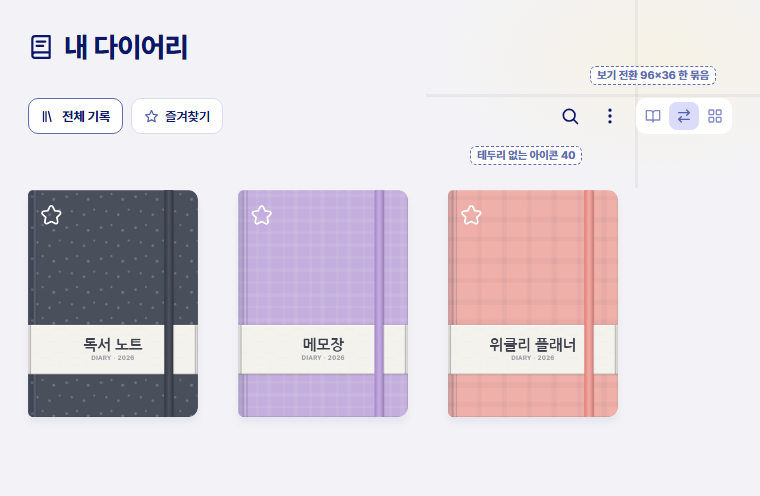 내 다이어리
보기 전환 96×36 한 묶음
전체 기록
즐겨찾기
테두리 없는 아이콘 40
독서 노트
DIARY · 2026
메모장
DIARY · 2026
위클리 플래너
DIARY · 2026